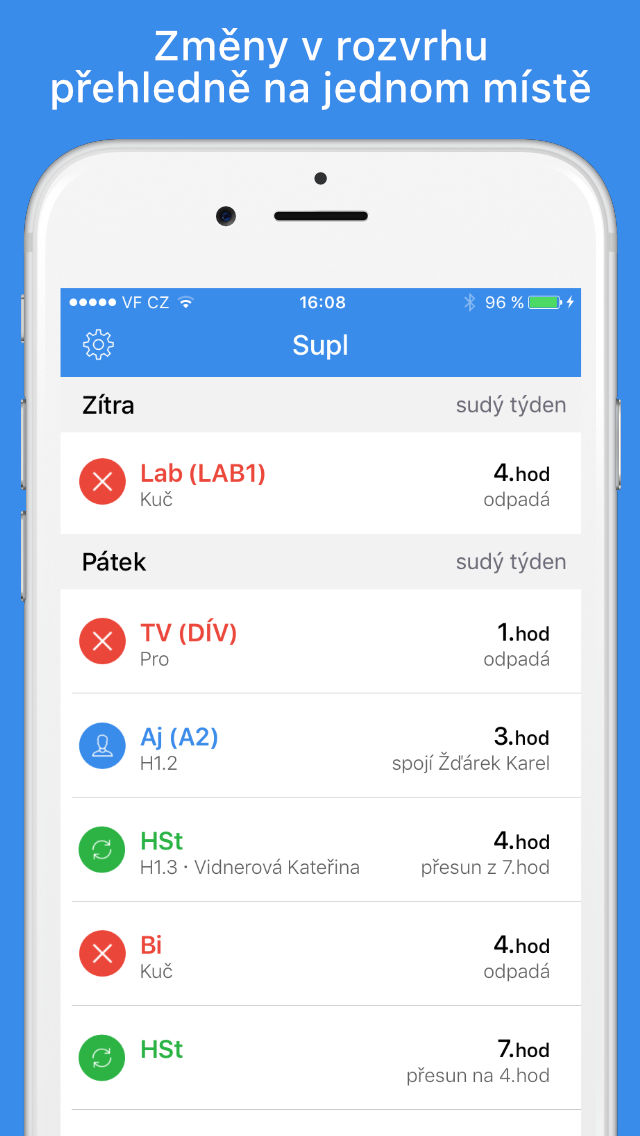 Změny v rozvrhu
přehledně na jednom místě
VF CZ 16:08 96 %
Supl
Zítra sudý týden
Lab (LAB1) 4.hod
Kuč odpadá
Pátek sudý týden
TV (DÍV) 1.hod
Pro odpadá
Aj (A2) 3.hod
H1.2 spojí Žďárek Karel
HSt 4.hod
H1.3 · Vidnerová Kateřina přesun z 7.hod
Bi 4.hod
Kuč odpadá
HSt 7.hod
přesun na 4.hod